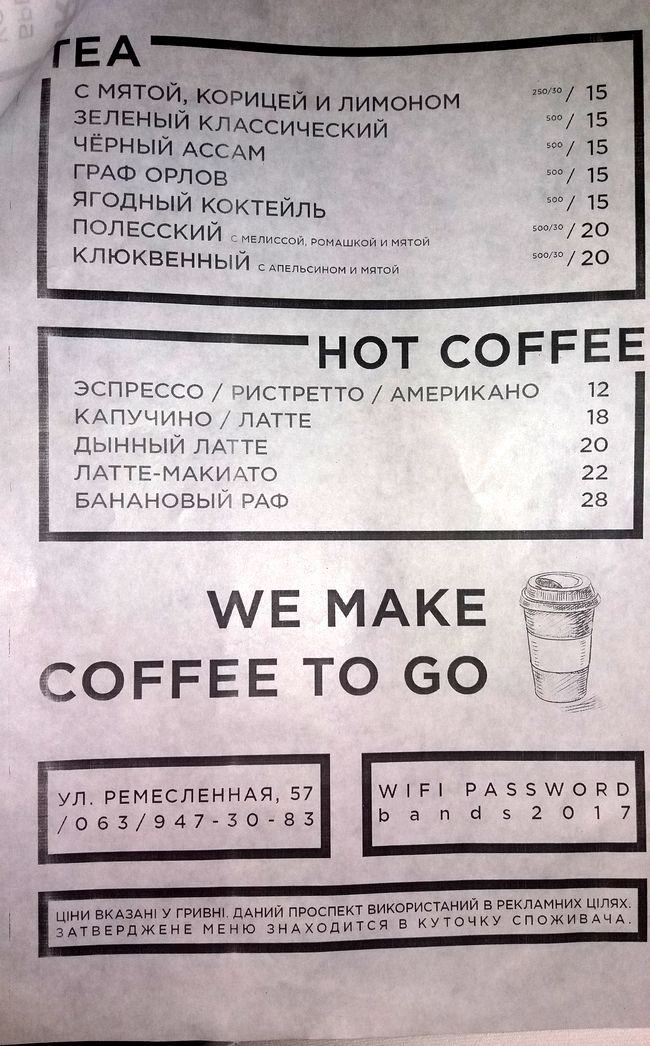 TEA
С МЯТОЙ, КОРИЦЕЙ И ЛИМОНОМ 250/30 / 15
ЗЕЛЕНЫЙ КЛАССИЧЕСКИЙ 500 / 15
ЧЁРНЫЙ АССАМ 500 / 15
ГРАФ ОРЛОВ 500 / 15
ЯГОДНЫЙ КОКТЕЙЛЬ 500 / 15
ПОЛЕССКИЙ С МЕЛИССОЙ, РОМАШКОЙ И МЯТОЙ 500/30 / 20
КЛЮКВЕННЫЙ С АПЕЛЬСИНОМ И МЯТОЙ 500/30 / 20
HOT COFFEE
ЭСПРЕССО / РИСТРЕТТО / АМЕРИКАНО 12
КАПУЧИНО / ЛАТТЕ 18
ДЫННЫЙ ЛАТТЕ 20
ЛАТТЕ-МАКИАТО 22
БАНАНОВЫЙ РАФ 28
WE MAKE
COFFEE TO GO
УЛ. РЕМЕСЛЕННАЯ, 57
/063/947-30-83
WIFI PASSWORD
bands2017
ЦІНИ ВКАЗАНІ У ГРИВНІ. ДАНИЙ ПРОСПЕКТ ВИКОРИСТАНИЙ В РЕКЛАМНИХ ЦІЛЯХ.
ЗАТВЕРДЖЕНЕ МЕНЮ ЗНАХОДИТСЯ В КУТОЧКУ СПОЖИВАЧА.